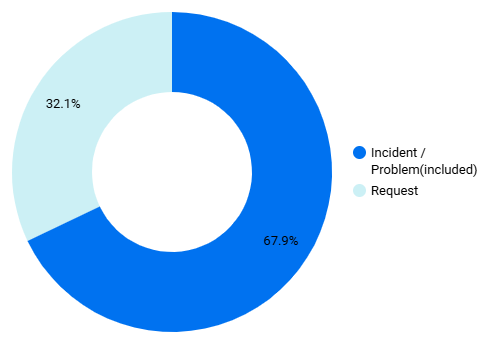 32.1%
Incident /
Problem(included)
Request
67.9%